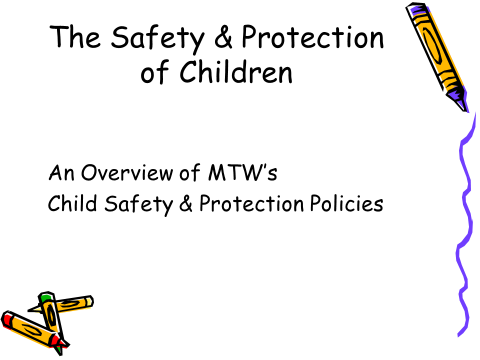 The Safety & Protection
of Children
An Overview of MTW's
Child Safety & Protection Policies